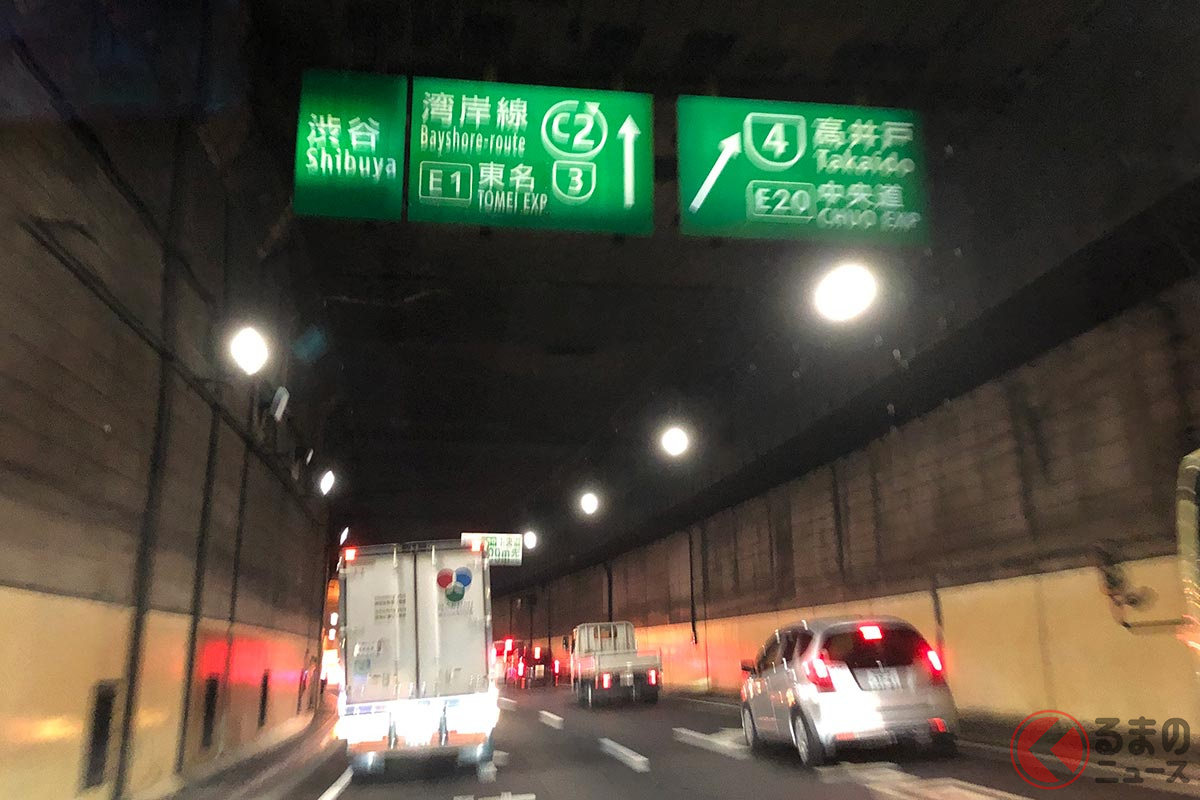 渋谷
Shibuya
湾岸線 C2
Bayshore-route
E1 東名 3
TOMEI EXP
4 高井戸
Takaido
E20 中央道
CHUO EXP
くるまの
ニュース